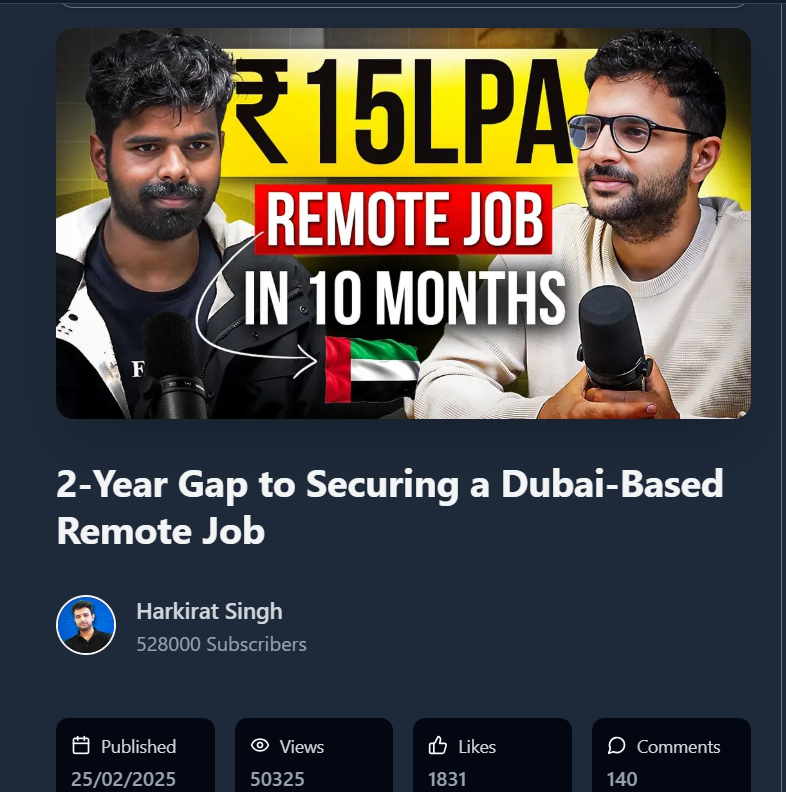 ₹15LPA
REMOTE JOB
IN 10 MONTHS
F
2-Year Gap to Securing a Dubai-Based
Remote Job
Harkirat Singh
528000 Subscribers
Published
25/02/2025
Views
50325
Likes
1831
Comments
140